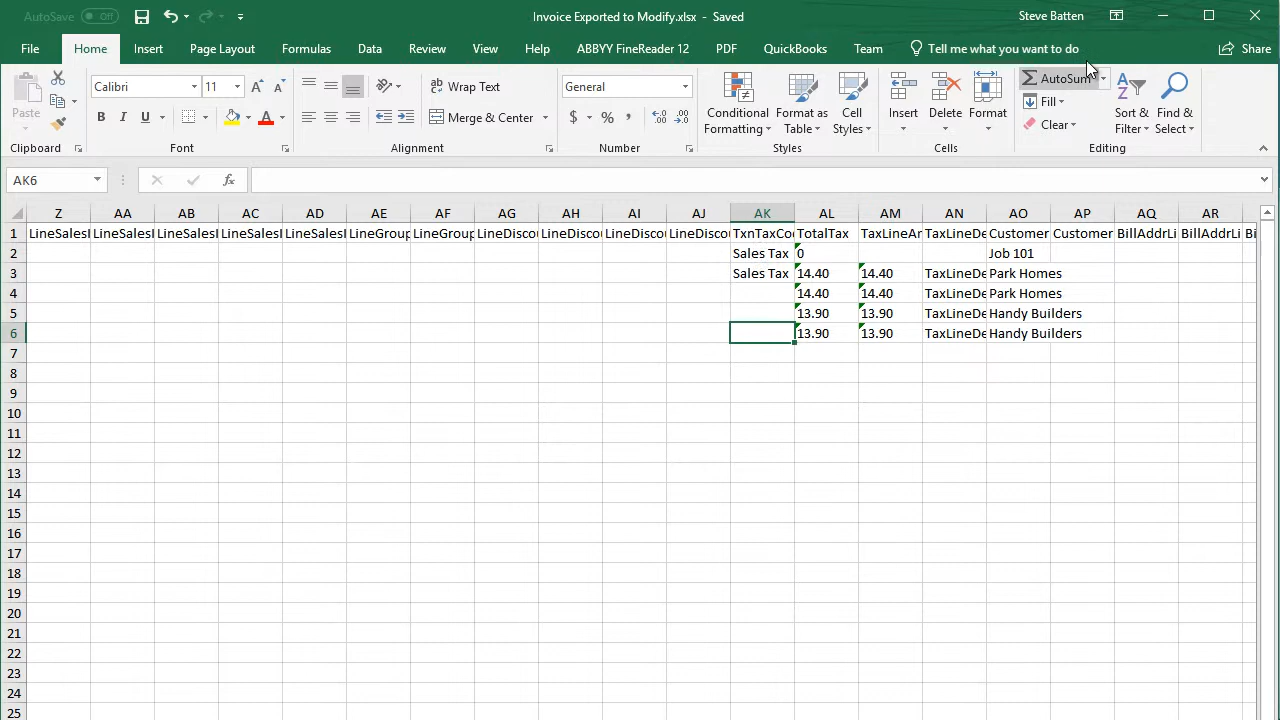 AutoSave Off Invoice Exported to Modify.xlsx - Saved Steve Batten
File Home Insert Page Layout Formulas Data Review View Help ABBYY FineReader 12 PDF QuickBooks Team Tell me what you want to do Share
Paste
Clipboard
Calibri 11
B I U
Font
Wrap Text
Merge & Center
Alignment
General
$ % ,
Number
Conditional Formatting
Format as Table
Cell Styles
Styles
Insert Delete Format
Cells
AutoSum
Fill
Clear
Sort & Filter
Find & Select
Editing
AK6 fx
Z AA AB AC AD AE AF AG AH AI AJ AK AL AM AN AO AP AQ AR
1 LineSalesI LineSalesI LineSalesI LineSalesI LineSalesI LineGroup LineGroup LineDiscou LineDiscou LineDiscou LineDiscou TxnTaxCo TotalTax TaxLineAr TaxLineDe Customer Customer BillAddrLi BillAddrLi Bi
2 Sales Tax 0 Job 101
3 Sales Tax 14.40 14.40 TaxLineDe Park Homes
4 14.40 14.40 TaxLineDe Park Homes
5 13.90 13.90 TaxLineDe Handy Builders
6 13.90 13.90 TaxLineDe Handy Builders
7
8
9
10
11
12
13
14
15
16
17
18
19
20
21
22
23
24
25